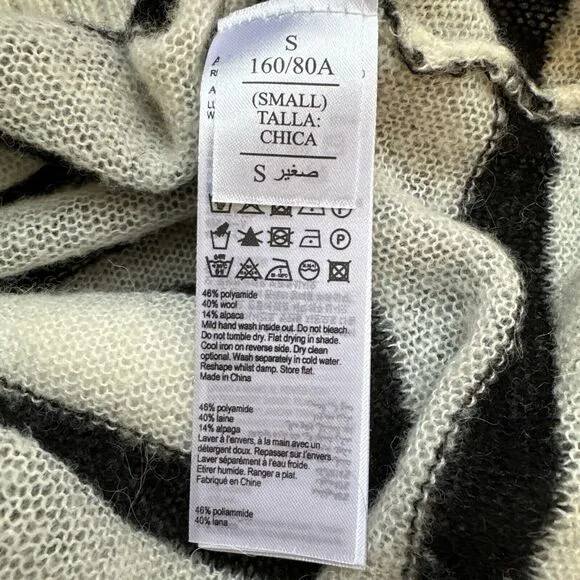 S
160/80A
(SMALL)
TALLA:
CHICA
S صغير
46% polyamide
40% wool
14% alpaca
Mild hand wash inside out. Do not bleach.
Do not tumble dry. Flat drying in shade.
Cool iron on reverse side. Dry clean
optional. Wash separately in cold water.
Reshape whilst damp. Store flat.
Made in China
46% polyamide
40% laine
14% alpaga
Laver à l'envers, à la main avec un
détergent doux. Repasser sur l'envers.
Laver séparément à l'eau froide
Etirer humide. Ranger a plat.
Fabriqué en Chine
46% poliammide
40% lana